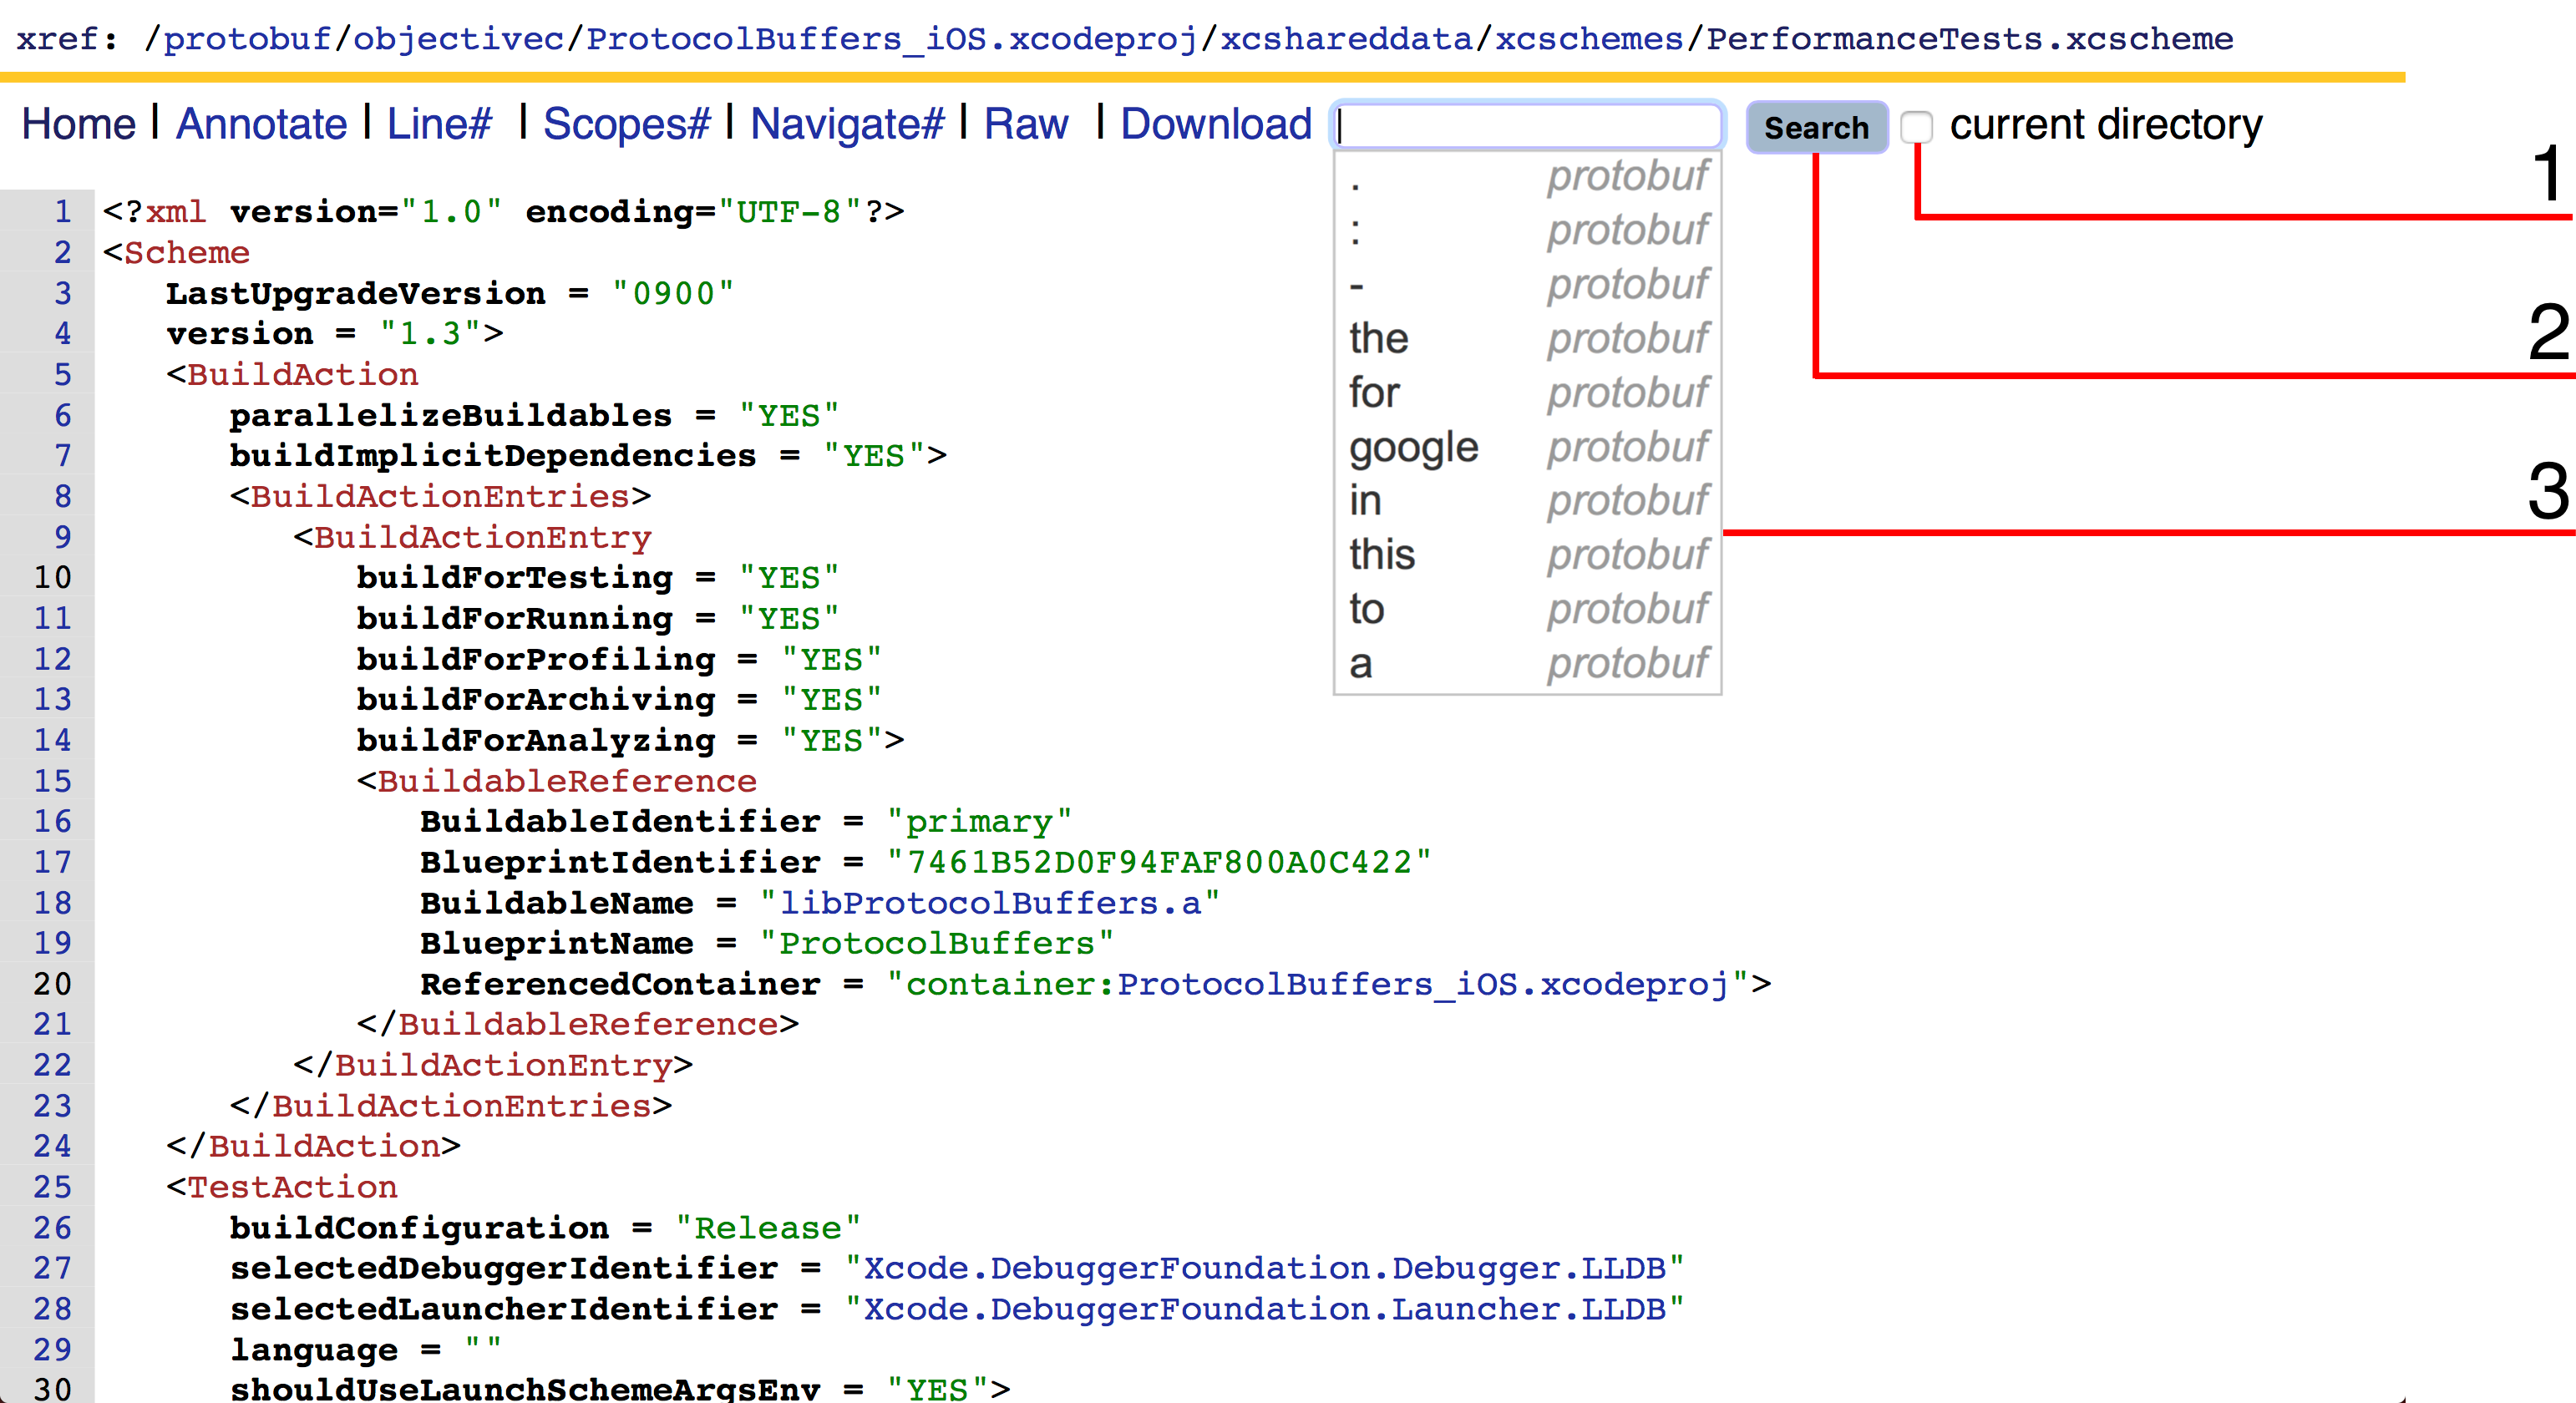 xref: /protobuf/objectivec/ProtocolBuffers_iOS.xcodeproj/xcshareddata/xcschemes/PerformanceTests.xcscheme
Home | Annotate | Line# | Scopes# | Navigate# | Raw | Download Search current directory
. protobuf
: protobuf
- protobuf
the protobuf
for protobuf
google protobuf
in protobuf
this protobuf
to protobuf
a protobuf
1
2
3
1 <?xml version="1.0" encoding="UTF-8"?>
2 <Scheme
3 LastUpgradeVersion = "0900"
4 version = "1.3">
5 <BuildAction
6 parallelizeBuildables = "YES"
7 buildImplicitDependencies = "YES">
8 <BuildActionEntries>
9 <BuildActionEntry
10 buildForTesting = "YES"
11 buildForRunning = "YES"
12 buildForProfiling = "YES"
13 buildForArchiving = "YES"
14 buildForAnalyzing = "YES">
15 <BuildableReference
16 BuildableIdentifier = "primary"
17 BlueprintIdentifier = "7461B52D0F94FAF800A0C422"
18 BuildableName = "libProtocolBuffers.a"
19 BlueprintName = "ProtocolBuffers"
20 ReferencedContainer = "container:ProtocolBuffers_iOS.xcodeproj">
21 </BuildableReference>
22 </BuildActionEntry>
23 </BuildActionEntries>
24 </BuildAction>
25 <TestAction
26 buildConfiguration = "Release"
27 selectedDebuggerIdentifier = "Xcode.DebuggerFoundation.Debugger.LLDB"
28 selectedLauncherIdentifier = "Xcode.DebuggerFoundation.Launcher.LLDB"
29 language = ""
30 shouldUseLaunchSchemeArgsEnv = "YES">